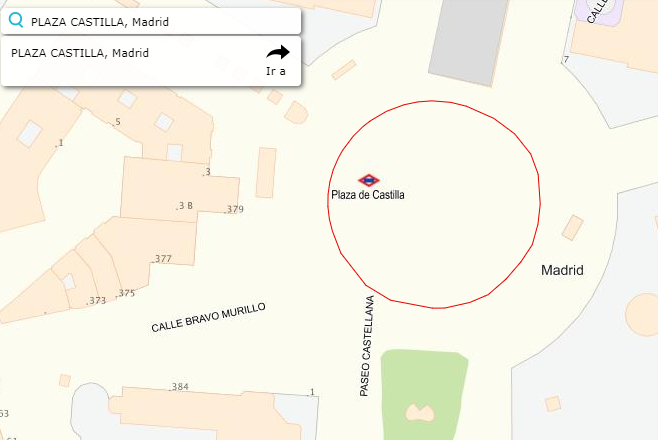 PLAZA CASTILLA, Madrid
PLAZA CASTILLA, Madrid
Ir a
CALLE
7
5
1
3
3 B
379
Plaza de Castilla
377
Madrid
375
373
CALLE BRAVO MURILLO
PASEO CASTELLANA
384
1
63